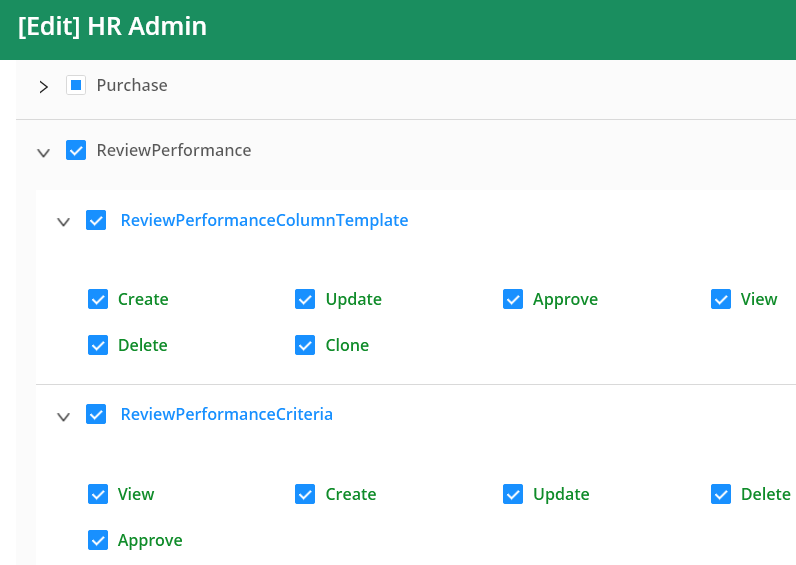 [Edit] HR Admin
Purchase
ReviewPerformance
ReviewPerformanceColumnTemplate
Create Update Approve View
Delete Clone
ReviewPerformanceCriteria
View Create Update Delete
Approve